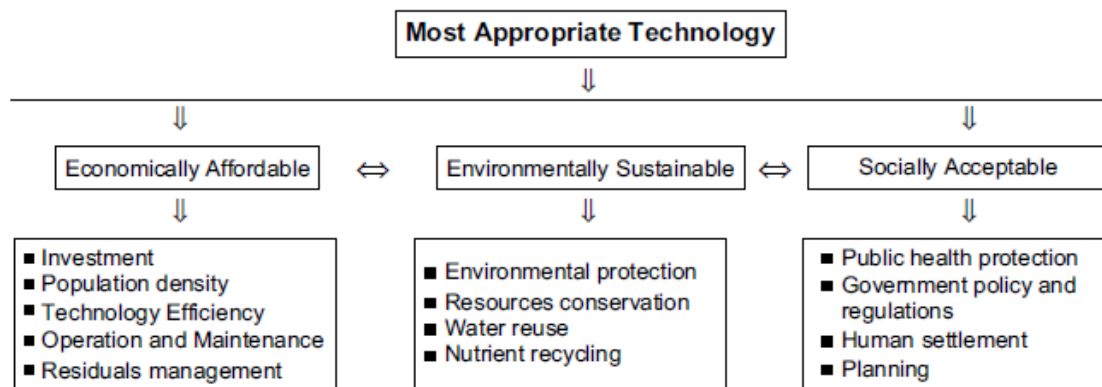 Most Appropriate Technology
⇓
⇓ ⇓ ⇓
Economically Affordable ⇔ Environmentally Sustainable ⇔ Socially Acceptable
⇓ ⇓ ⇓
■ Investment
■ Population density
■ Technology Efficiency
■ Operation and Maintenance
■ Residuals management
■ Environmental protection
■ Resources conservation
■ Water reuse
■ Nutrient recycling
■ Public health protection
■ Government policy and
regulations
■ Human settlement
■ Planning